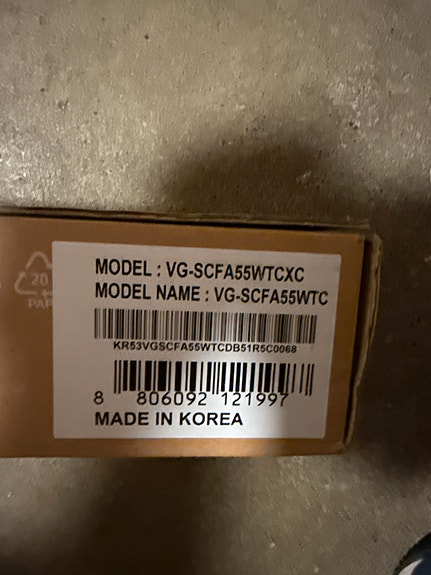 MODEL : VG-SCFA55WTCXC
MODEL NAME : VG-SCFA55WTC
KR53VGSCFA55WTCDB51R5C0068
8 806092 121997
MADE IN KOREA
20
PAP